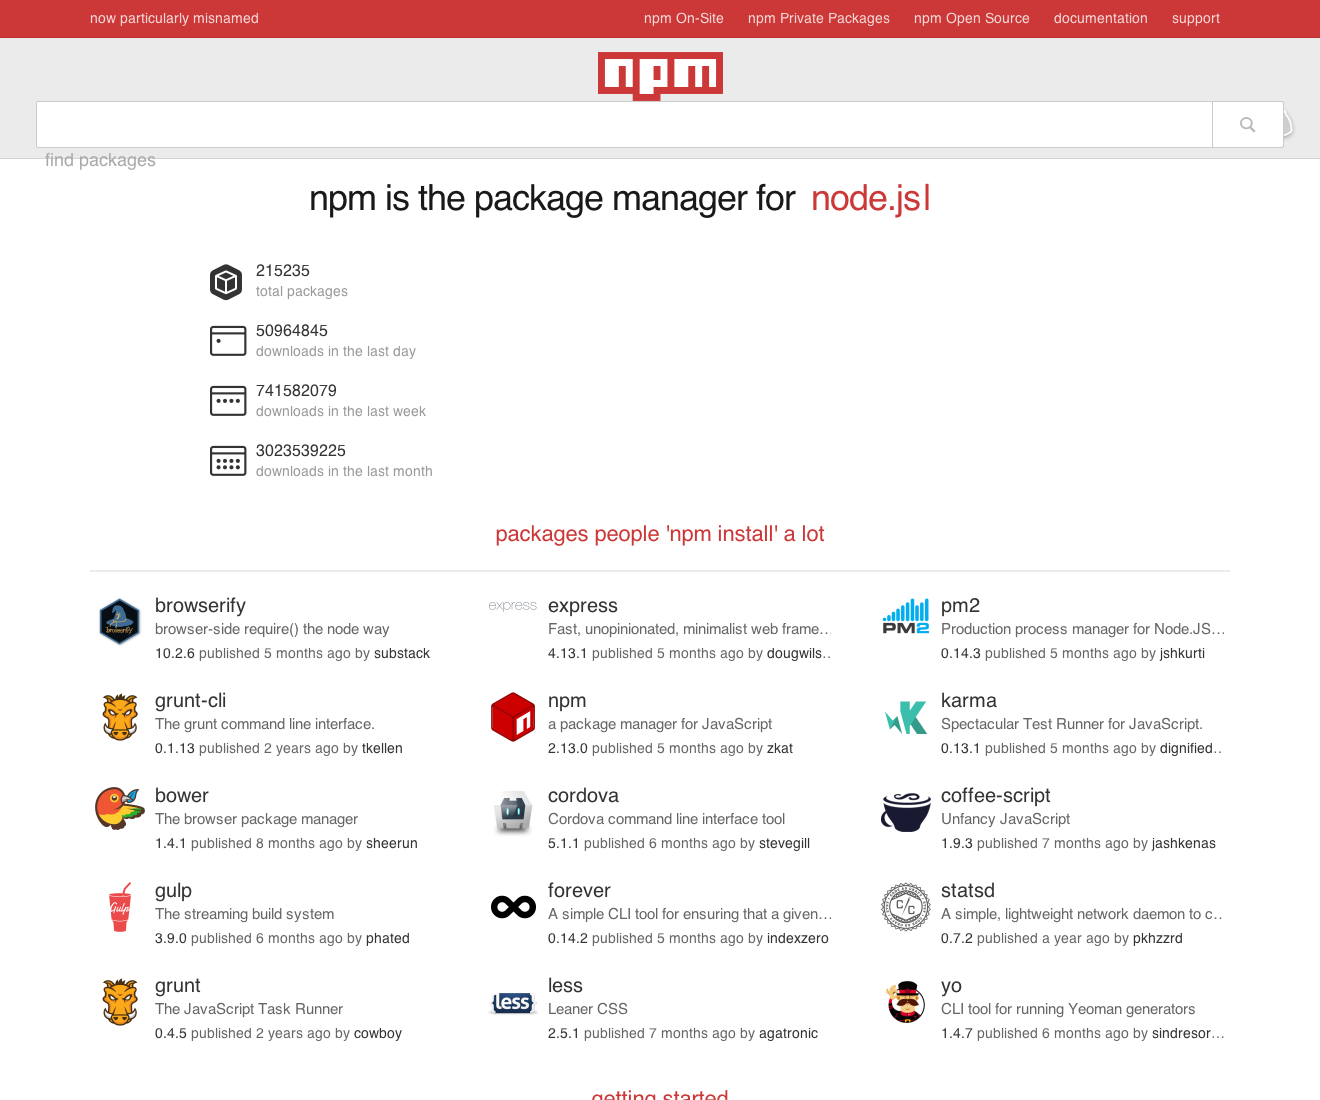 now particularly misnamed
npm On-Site npm Private Packages npm Open Source documentation support
npm
find packages
npm is the package manager for node.js
215235
total packages
50964845
downloads in the last day
741582079
downloads in the last week
3023539225
downloads in the last month
packages people 'npm install' a lot
browserify
browser-side require() the node way
10.2.6 published 5 months ago by substack
express
express
Fast, unopinionated, minimalist web frame…
4.13.1 published 5 months ago by dougwils…
PM2
pm2
Production process manager for Node.JS…
0.14.3 published 5 months ago by jshkurti
grunt-cli
The grunt command line interface.
0.1.13 published 2 years ago by tkellen
n
npm
a package manager for JavaScript
2.13.0 published 5 months ago by zkat
K
karma
Spectacular Test Runner for JavaScript.
0.13.1 published 5 months ago by dignified…
bower
The browser package manager
1.4.1 published 8 months ago by sheerun
cordova
Cordova command line interface tool
5.1.1 published 6 months ago by stevegill
coffee-script
Unfancy JavaScript
1.9.3 published 7 months ago by jashkenas
Gulp
gulp
The streaming build system
3.9.0 published 6 months ago by phated
forever
A simple CLI tool for ensuring that a given…
0.14.2 published 5 months ago by indexzero
C/C
statsd
A simple, lightweight network daemon to c…
0.7.2 published a year ago by pkhzzrd
grunt
The JavaScript Task Runner
0.4.5 published 2 years ago by cowboy
less
less
Leaner CSS
2.5.1 published 7 months ago by agatronic
yo
CLI tool for running Yeoman generators
1.4.7 published 6 months ago by sindresor…
getting started